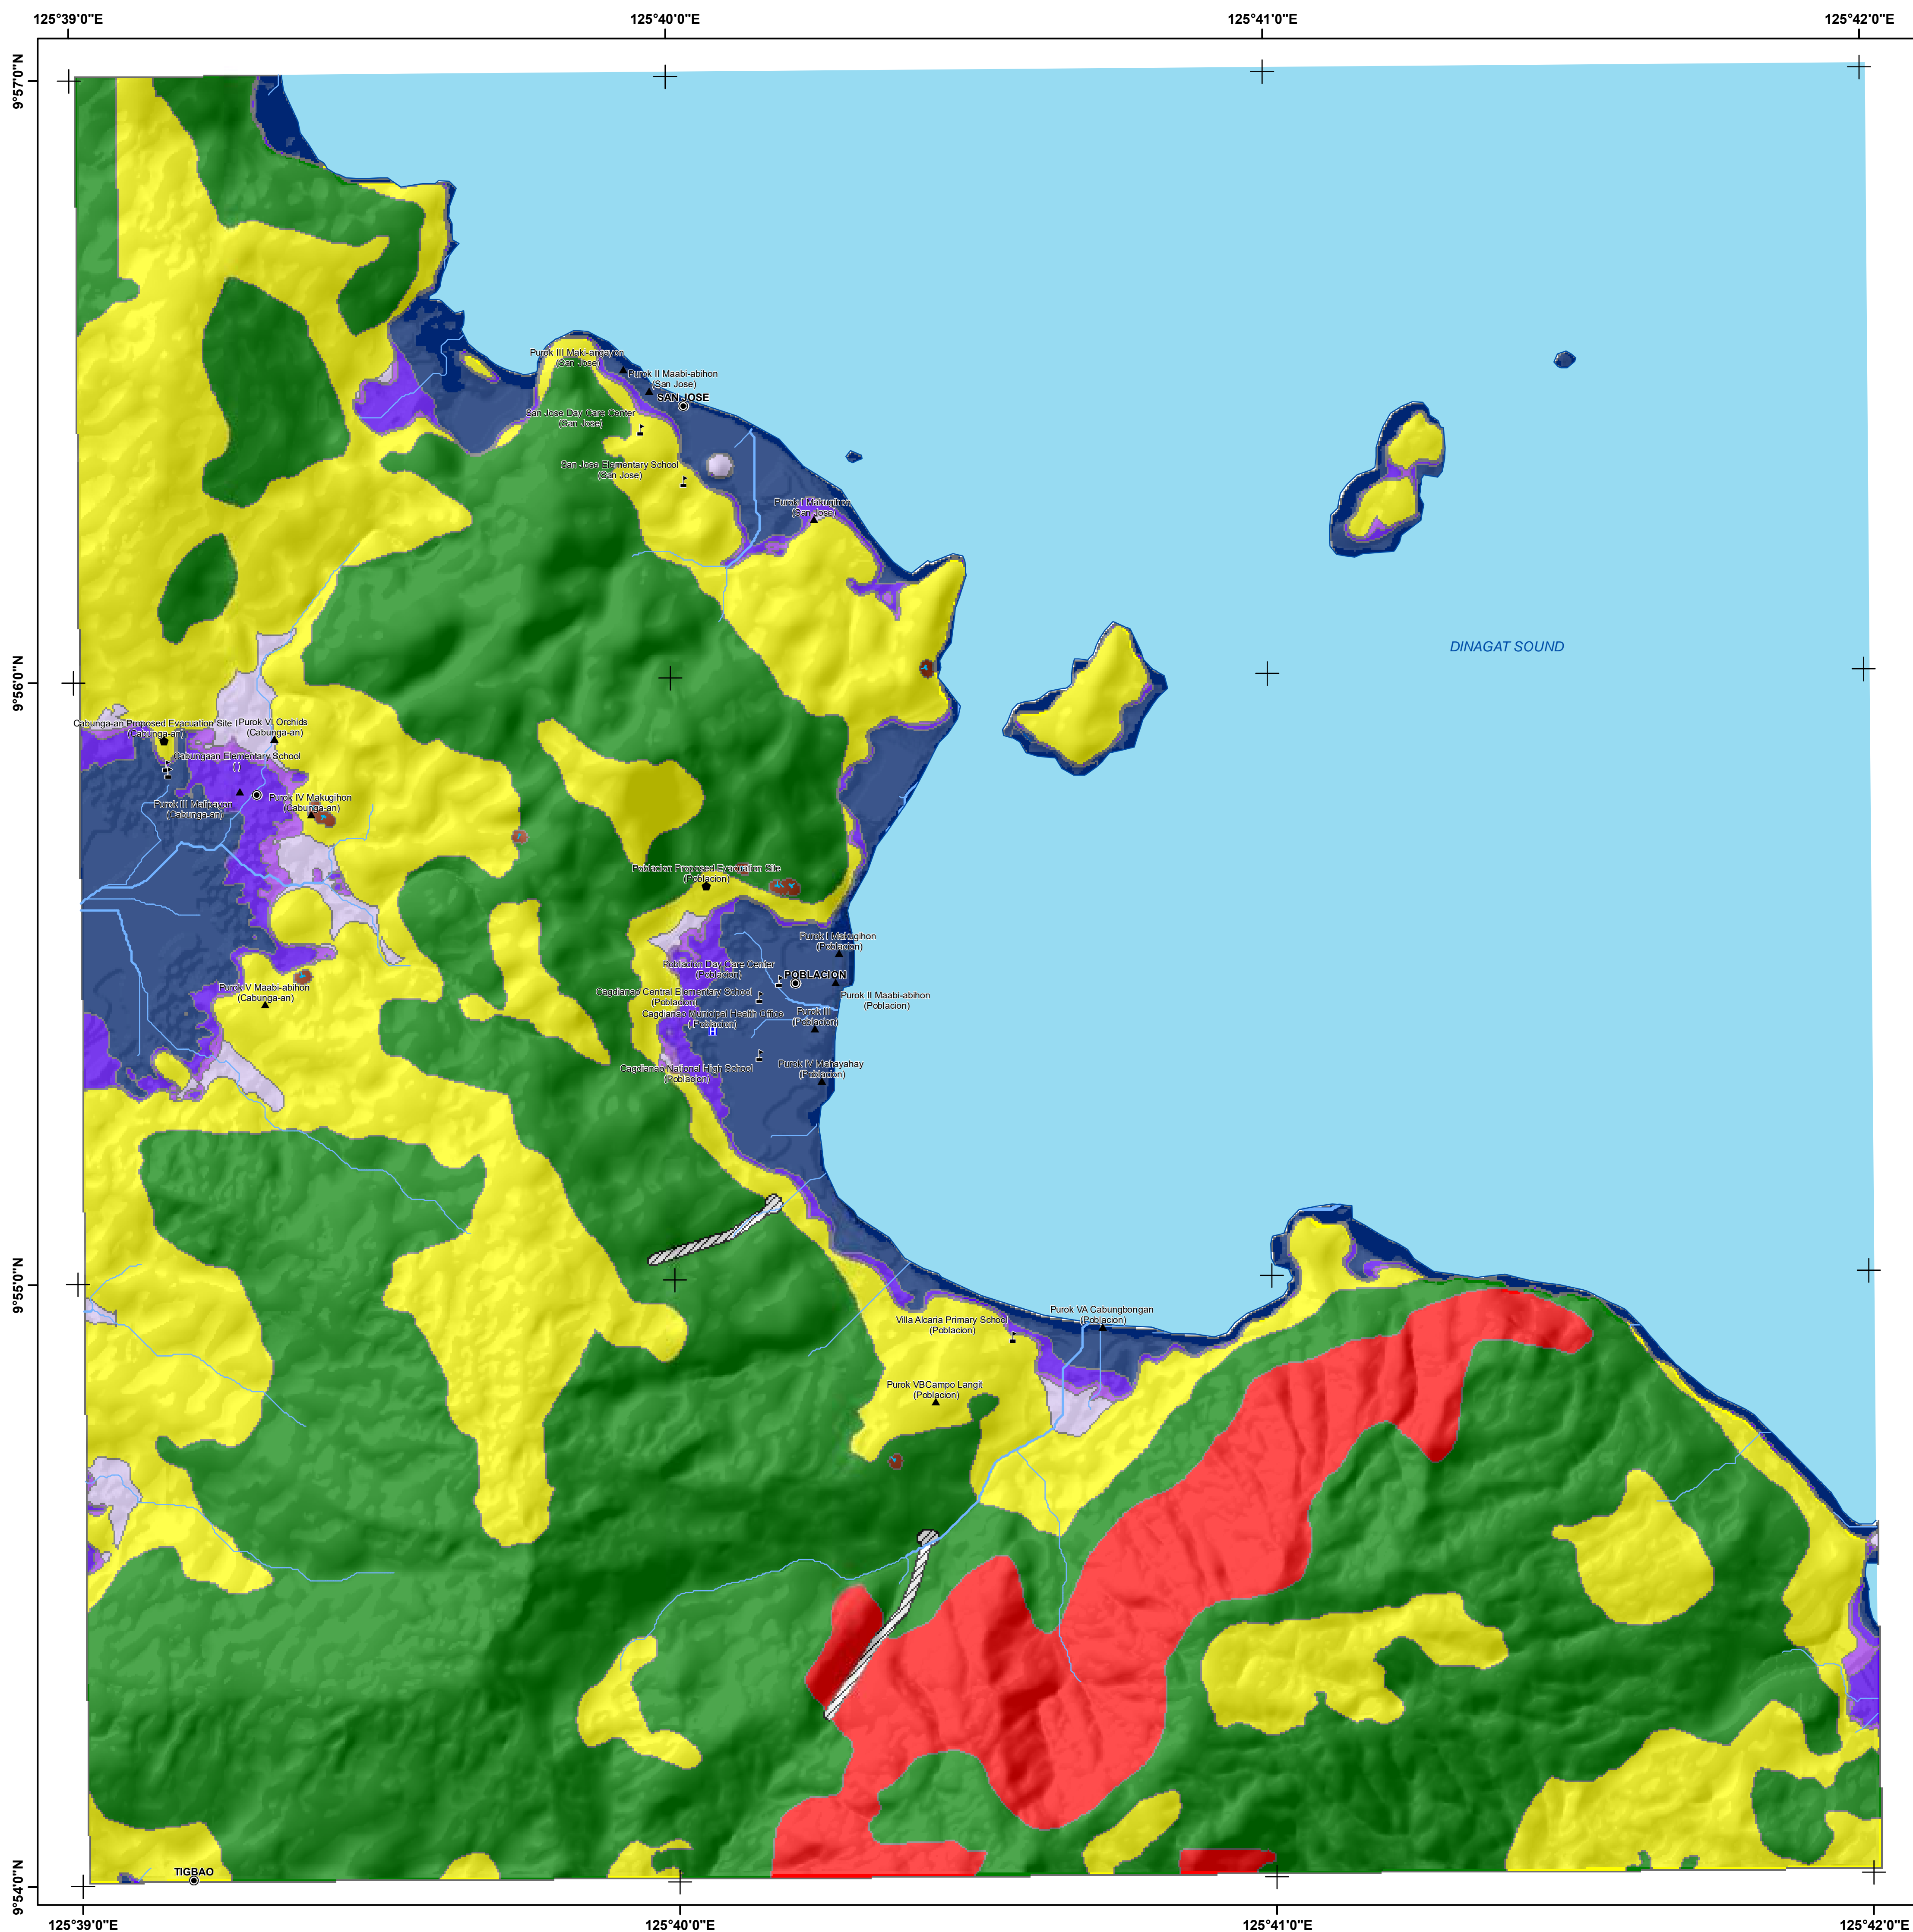 125°39'0"E
125°40'0"E
125°41'0"E
125°42'0"E
9°57'0"N
Purok III Maki-angayon
(San Jose)
Purok II Maabi-abihon
(San Jose)
SAN JOSE
San Jose Day Care Center
(San Jose)
San Jose Elementary School
(San Jose)
Purok I Makugihon
(San Jose)
DINAGAT SOUND
9°56'0"N
Cabunga-an Proposed Evacuation Site I
(Cabunga-an)
Purok VI Orchids
(Cabunga-an)
Cabungaan Elementary School
()
Purok III Malipayon
(Cabunga-an)
Purok IV Makugihon
(Cabunga-an)
Poblacion Proposed Evacuation Site
(Poblacion)
Purok I Makugihon
(Poblacion)
Poblacion Day Care Center
(Poblacion)
POBLACION
Purok V Maabi-abihon
(Cabunga-an)
Cagdianao Central Elementary School
(Poblacion)
Purok II Maabi-abihon
(Poblacion)
Cagdianao Municipal Health Office
(Poblacion)
H
Purok III
(Poblacion)
Cagdianao National High School
(Poblacion)
Purok IV Mahayahay
(Poblacion)
9°55'0"N
Purok VA Cabungbongan
(Poblacion)
Villa Alcaria Primary School
(Poblacion)
Purok VBCampo Langit
(Poblacion)
TIGBAO
9°54'0"N
125°39'0"E
125°40'0"E
125°41'0"E
125°42'0"E